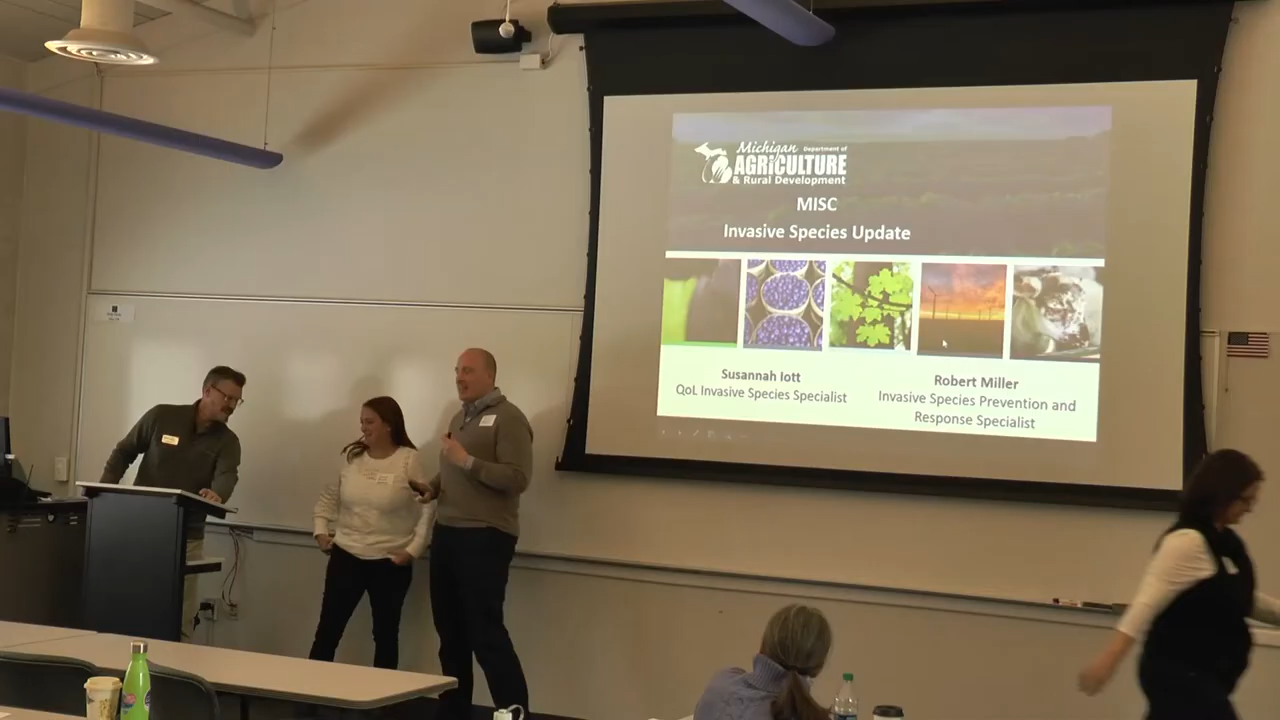 Michigan Department of
AGRICULTURE
& Rural Development
MISC
Invasive Species Update
Susannah Iott
QoL Invasive Species Specialist
Robert Miller
Invasive Species Prevention and
Response Specialist